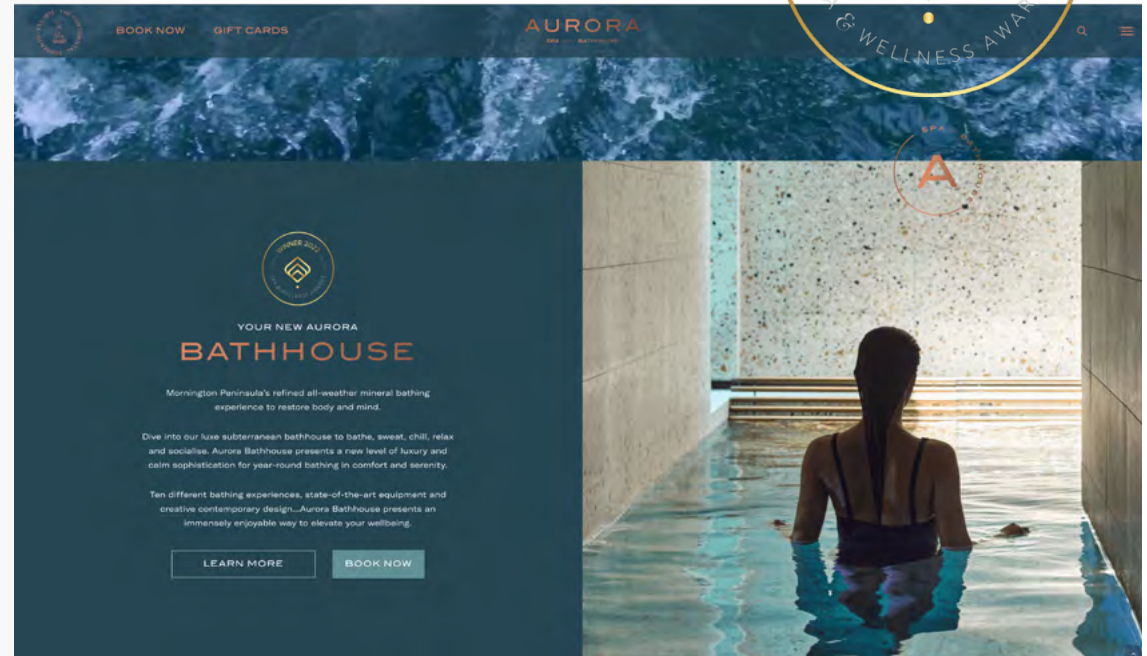 BOOK NOW
GIFT CARDS
AURORA
SPA BATHHOUSE
& WELLNESS AWAR
SPA BATHHOUSE
A
WINNER 2022
YOUR NEW AURORA
BATHHOUSE
Mornington Peninsula's refined all-weather mineral bathing
experience to restore body and mind.
Dive into our luxe subterranean bathhouse to bathe, sweat, chill, relax
and socialise. Aurora Bathhouse presents a new level of luxury and
calm sophistication for year-round bathing in comfort and serenity.
Ten different bathing experiences, state-of-the-art equipment and
creative contemporary design...Aurora Bathhouse presents an
immensely enjoyable way to elevate your wellbeing.
LEARN MORE
BOOK NOW